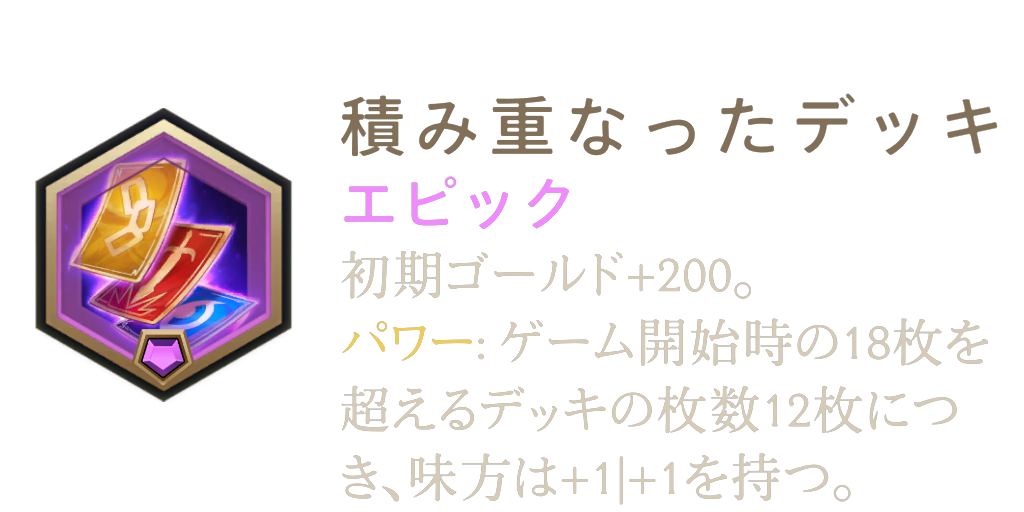 積み重なったデッキ
エピック
初期ゴールド+200。
パワー: ゲーム開始時の18枚を
超えるデッキの枚数12枚につ
き、味方は+1|+1を持つ。